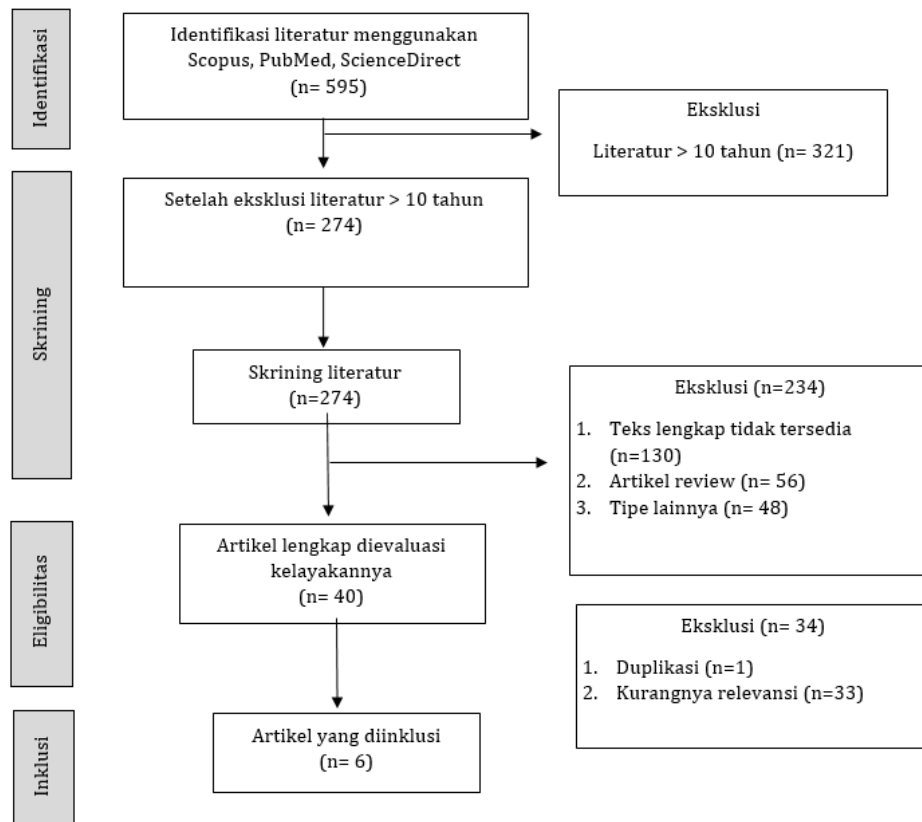 Identifikasi
Identifikasi literatur menggunakan
Scopus, PubMed, ScienceDirect
(n= 595)
Eksklusi
Literatur > 10 tahun (n= 321)
Skrining
Setelah eksklusi literatur > 10 tahun
(n= 274)
Skrining literatur
(n=274)
Eksklusi (n=234)
1. Teks lengkap tidak tersedia
(n=130)
2. Artikel review (n= 56)
3. Tipe lainnya (n= 48)
Eligibilitas
Artikel lengkap dievaluasi
kelayakannya
(n= 40)
Eksklusi (n= 34)
1. Duplikasi (n=1)
2. Kurangnya relevansi (n=33)
Inklusi
Artikel yang diinklusi
(n= 6)